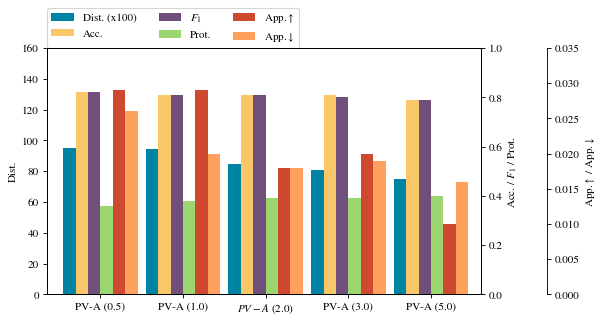 Dist. (x100) F₁ App.↑
Acc. Prot. App.↓
160 1.0 0.035
140 0.030
120 0.8 0.025
100 0.6 0.020
80 0.015
60 0.4 0.010
40 0.2 0.005
20
0 0.0 0.000
Dist.
Acc. / F₁ / Prot.
App.↑ / App.↓
PV-A (0.5) PV-A (1.0) PV−A (2.0) PV-A (3.0) PV-A (5.0)